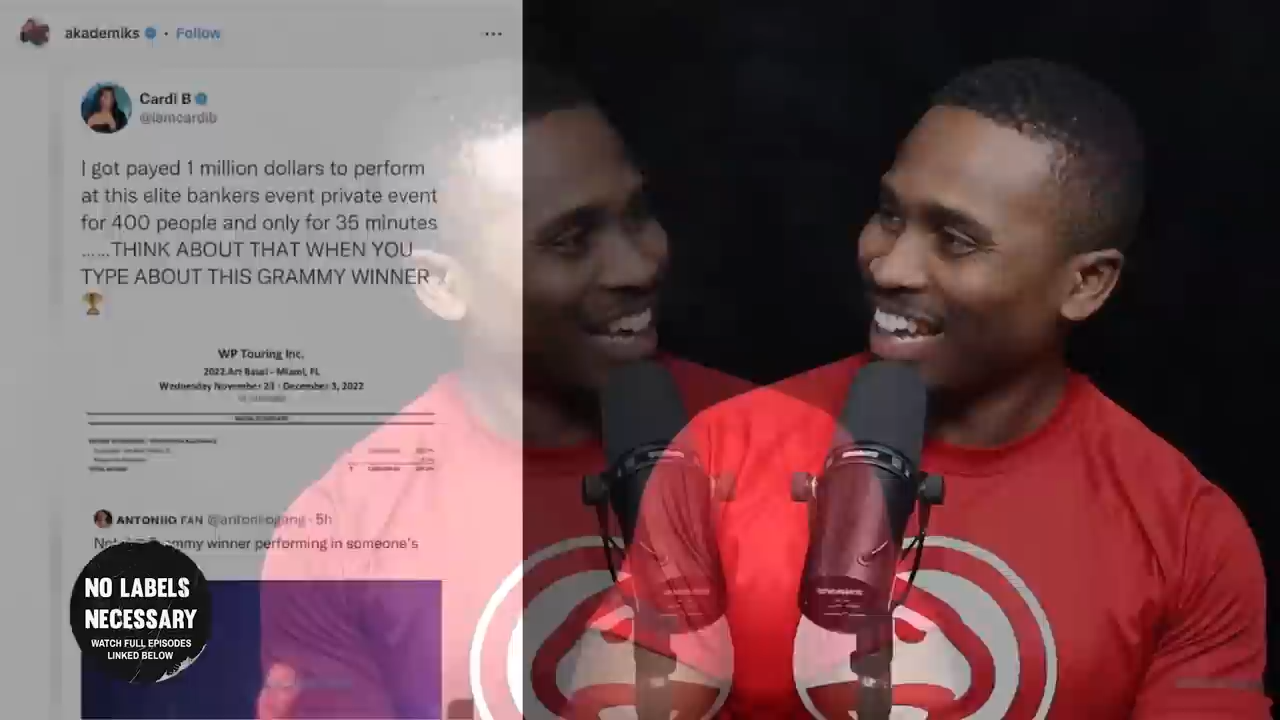 akademiks · Follow
Cardi B
@iamcardib
I got payed 1 million dollars to perform
at this elite bankers event private event
for 400 people and only for 35 minutes
......THINK ABOUT THAT WHEN YOU
TYPE ABOUT THIS GRAMMY WINNER
WP Touring Inc.
2022 Art Basel - Miami, FL
Wednesday November 23 - December 3, 2022
ANTONIIO FAN @antoniiogang · 5h
winner performing in someone's
NO LABELS
NECESSARY
WATCH FULL EPISODES
LINKED BELOW